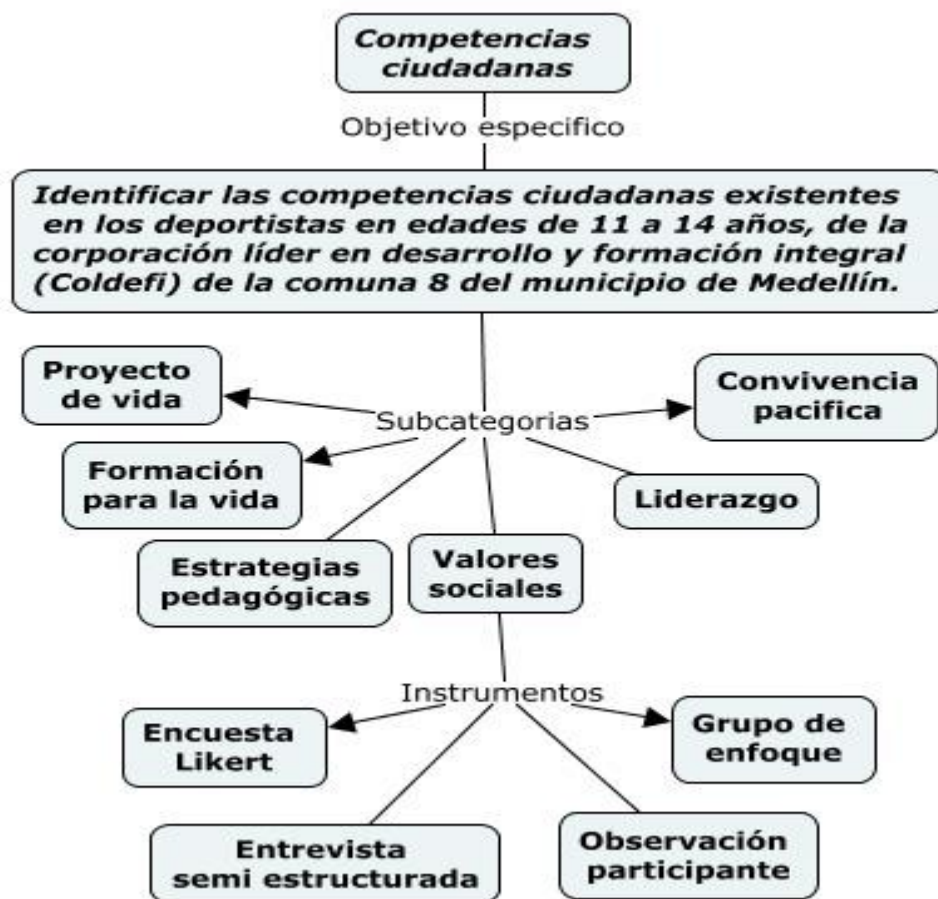 Competencias
ciudadanas
Objetivo especifico
Identificar las competencias ciudadanas existentes
en los deportistas en edades de 11 a 14 años, de la
corporación líder en desarrollo y formación integral
(Coldefi) de la comuna 8 del municipio de Medellín.
Proyecto
de vida
Convivencia
pacifica
Subcategorias
Formación
para la vida
Liderazgo
Estrategias
pedagógicas
Valores
sociales
Instrumentos
Encuesta
Likert
Grupo de
enfoque
Entrevista
semi estructurada
Observación
participante